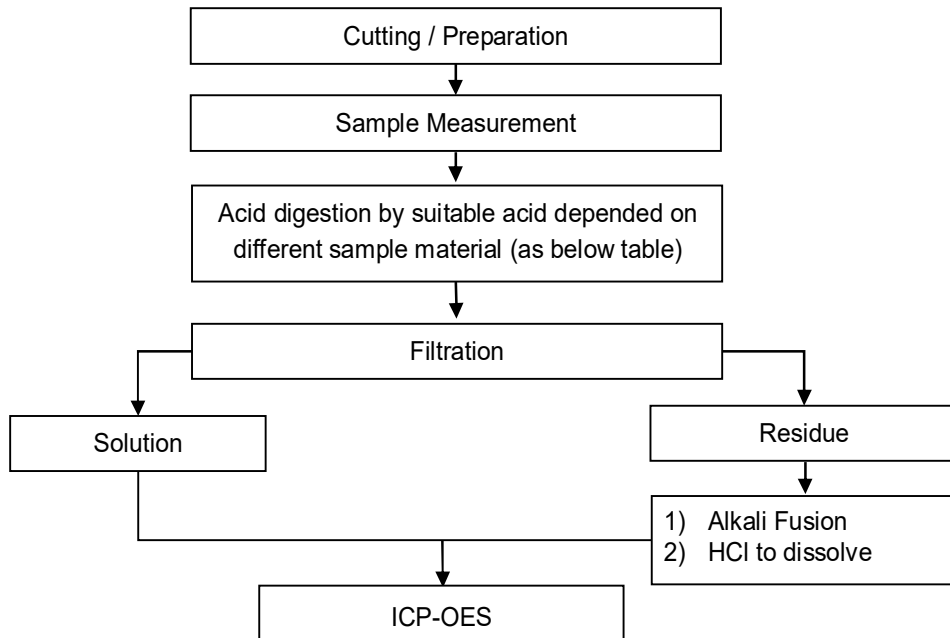 Cutting / Preparation
Sample Measurement
Acid digestion by suitable acid depended on
different sample material (as below table)
Filtration
Solution
Residue
1) Alkali Fusion
2) HCl to dissolve
ICP-OES